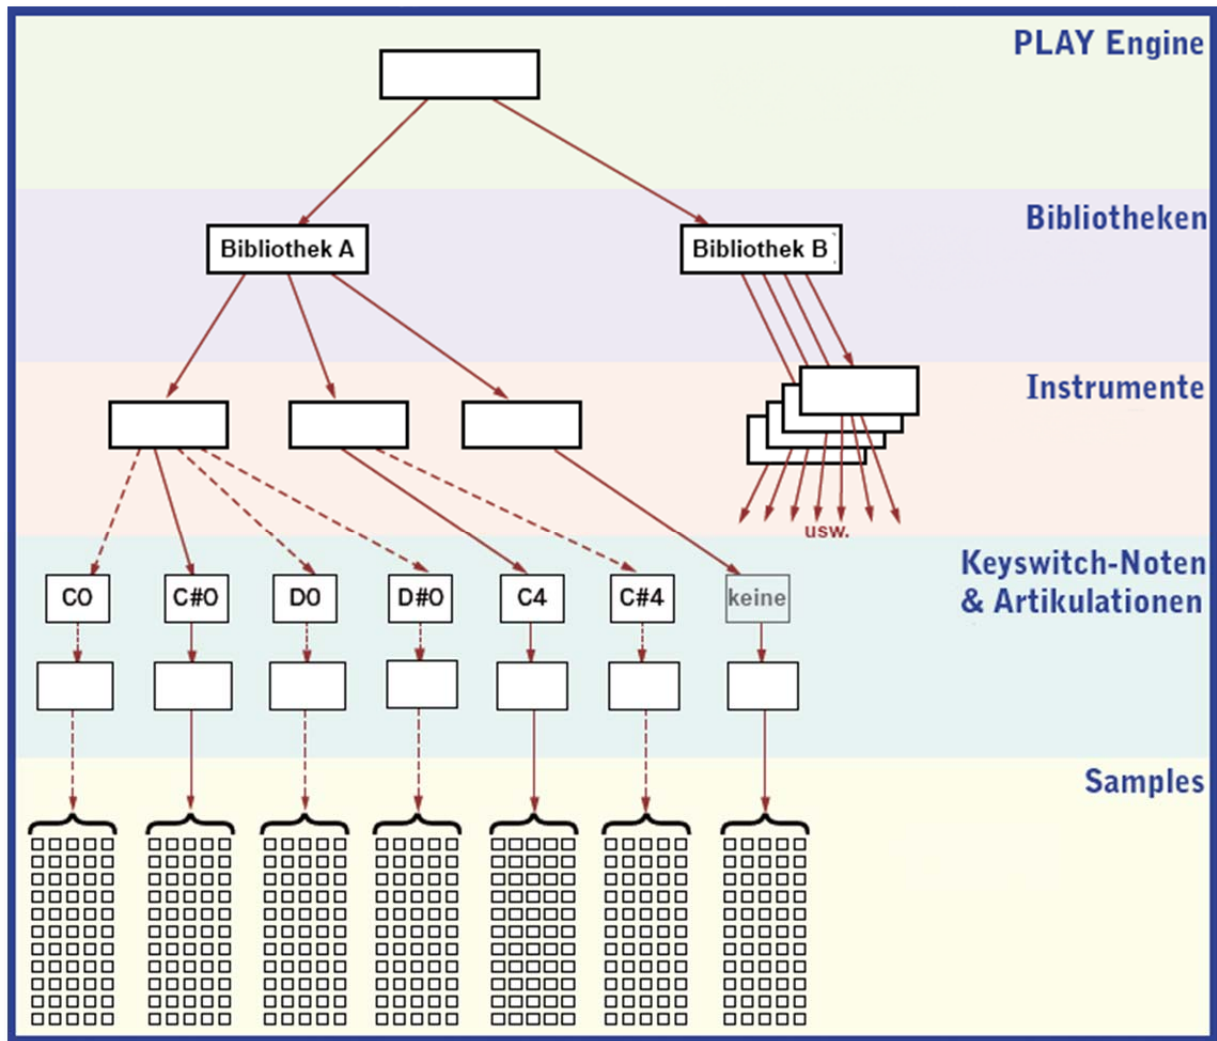 PLAY Engine
Bibliotheken
Bibliothek A
Bibliothek B
Instrumente
usw.
Keyswitch-Noten
& Artikulationen
C0
C#0
D0
D#0
C4
C#4
keine
Samples